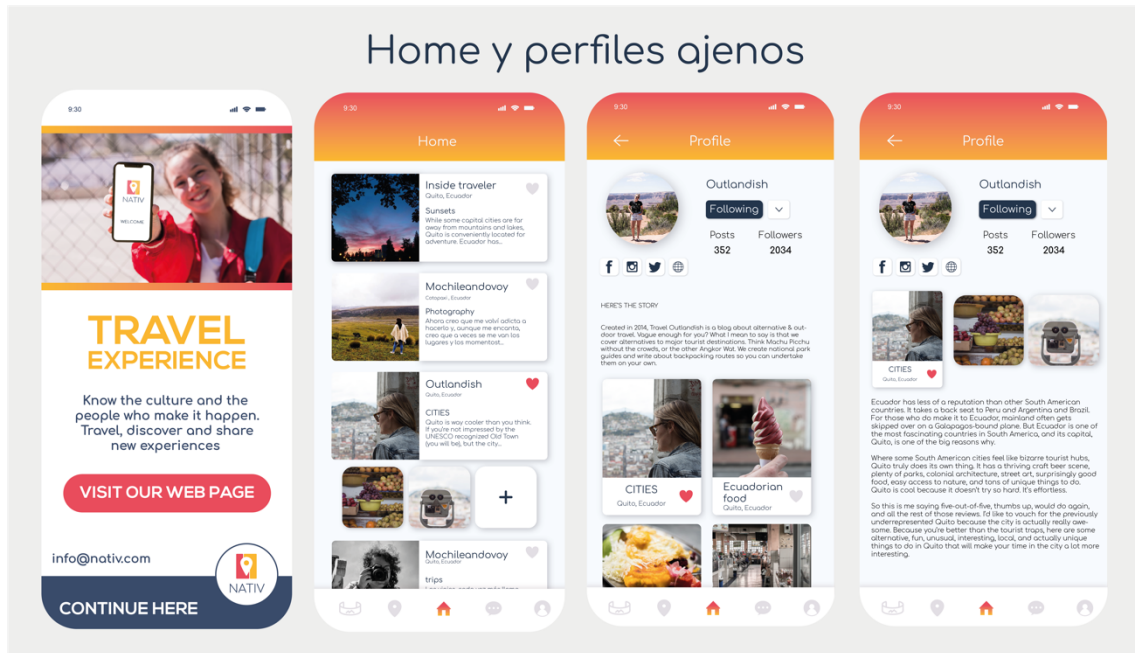 Home y perfiles ajenos
9:30
NATIV
WELCOME
TRAVEL
EXPERIENCE
Know the culture and the
people who make it happen.
Travel, discover and share
new experiences
VISIT OUR WEB PAGE
info@nativ.com
NATIV
CONTINUE HERE
9:30
Home
Inside traveler
Quito, Ecuador
Sunsets
While some capital cities are far
away from mountains and lakes,
Quito is conveniently located for
adventure. Ecuador has...
Mochileandovoy
Cotopaxi, Ecuador
Photography
Ahora creo que me volví adicta a
hacerlo y, aunque me encanta,
creo que a veces se me van los
lugares y los momentost...
Outlandish
Quito, Ecuador
CITIES
Quito is way cooler than you think.
If you're not impressed by the
UNESCO recognized Old Town
(you will be), but the city...
+
Mochileandovoy
Quito, Ecuador
trips
9:30
Profile
Outlandish
Following
Posts Followers
352 2034
HERE'S THE STORY
Created in 2014, Travel Outlandish is a blog about alternative & out-
door travel. Vague enough for you? What I mean to say is that we
cover alternatives to major tourist destinations. Think Machu Picchu
without the crowds, or the other Angkor Wat. We create national park
guides and write about backpacking routes so you can undertake
them on your own.
CITIES
Quito, Ecuador
Ecuadorian
food
Quito, Ecuador
9:30
Profile
Outlandish
Following
Posts Followers
352 2034
CITIES
Quito, Ecuador
Ecuador has less of a reputation than other South American
countries. It takes a back seat to Peru and Argentina and Brazil.
For those who do make it to Ecuador, mainland often gets
skipped over on a Galapagos-bound plane. But Ecuador is one of
the most fascinating countries in South America, and its capital,
Quito, is one of the big reasons why.
Where some South American cities feel like bizarre tourist hubs,
Quito truly does its own thing. It has a thriving craft beer scene,
plenty of parks, colonial architecture, street art, surprisingly good
food, easy access to nature, and tons of unique things to do.
Quito is cool because it doesn't try so hard. It's effortless.
So this is me saying five-out-of-five, thumbs up, would do again,
and all the rest of those reviews. I'd like to vouch for the previously
underrepresented Quito because the city is actually really awe-
some. Because you're better than the tourist traps, here are some
alternative, fun, unusual, interesting, local, and actually unique
things to do in Quito that will make your time in the city a lot more
interesting.